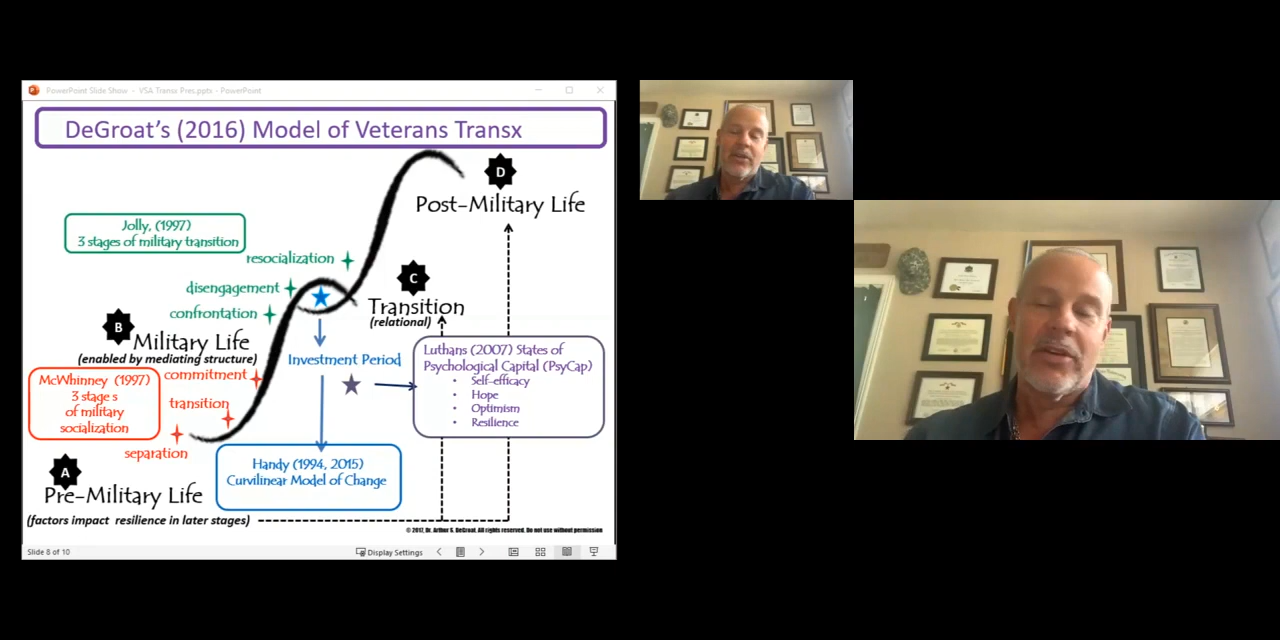 PowerPoint Slide Show - VSA Transx Pres.pptx - PowerPoint
DeGroat's (2016) Model of Veterans Transx
D
Post-Military Life
Jolly, (1997)
3 stages of military transition
resocialization
disengagement
confrontation
C
Transition
(relational)
B
Military Life
(enabled by mediating structure)
Investment Period
Luthans (2007) States of
Psychological Capital (PsyCap)
• Self-efficacy
• Hope
• Optimism
• Resilience
McWhinney (1997)
3 stage s
of military
socialization
commitment
transition
separation
Handy (1994, 2015)
Curvilinear Model of Change
A
Pre-Military Life
(factors impact resilience in later stages)
© 2017, Dr. Arthur S. DeGroat. All rights reserved. Do not use without permission
Slide 8 of 10
Display Settings